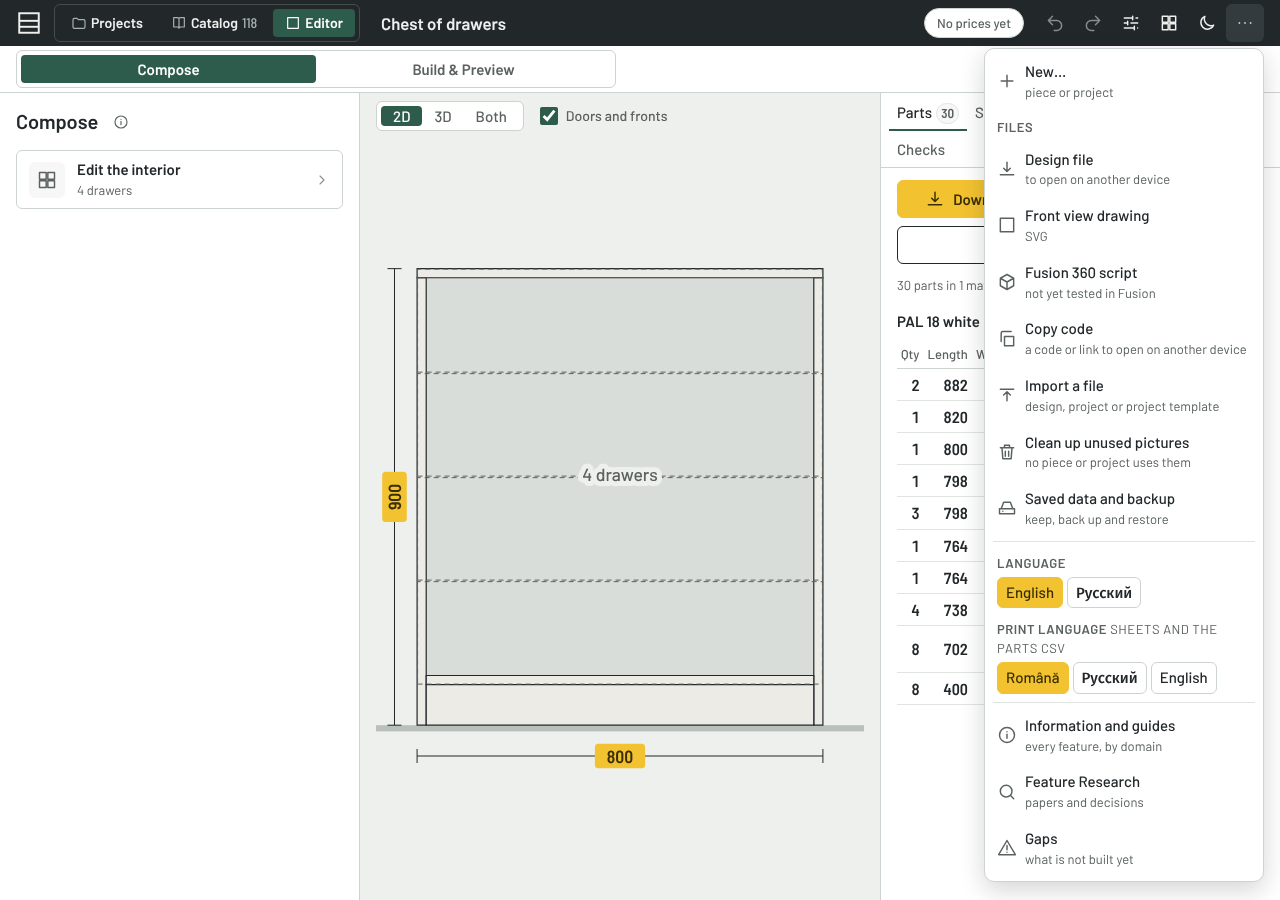 Projects
Catalog 118
Editor
Chest of drawers
No prices yet
Compose
Build & Preview
Compose
Edit the interior
4 drawers
2D
3D
Both
Doors and fronts
4 drawers
900
800
Parts 30
S
Checks
30 parts in 1 ma
PAL 18 white
Qty Length W
2 882
1 820
1 800
1 798
3 798
1 764
1 764
4 738
8 702
8 400
New...
piece or project
FILES
Design file
to open on another device
Front view drawing
SVG
Fusion 360 script
not yet tested in Fusion
Copy code
a code or link to open on another device
Import a file
design, project or project template
Clean up unused pictures
no piece or project uses them
Saved data and backup
keep, back up and restore
LANGUAGE
English
Русский
PRINT LANGUAGE SHEETS AND THE
PARTS CSV
Română
Русский
English
Information and guides
every feature, by domain
Feature Research
papers and decisions
Gaps
what is not built yet